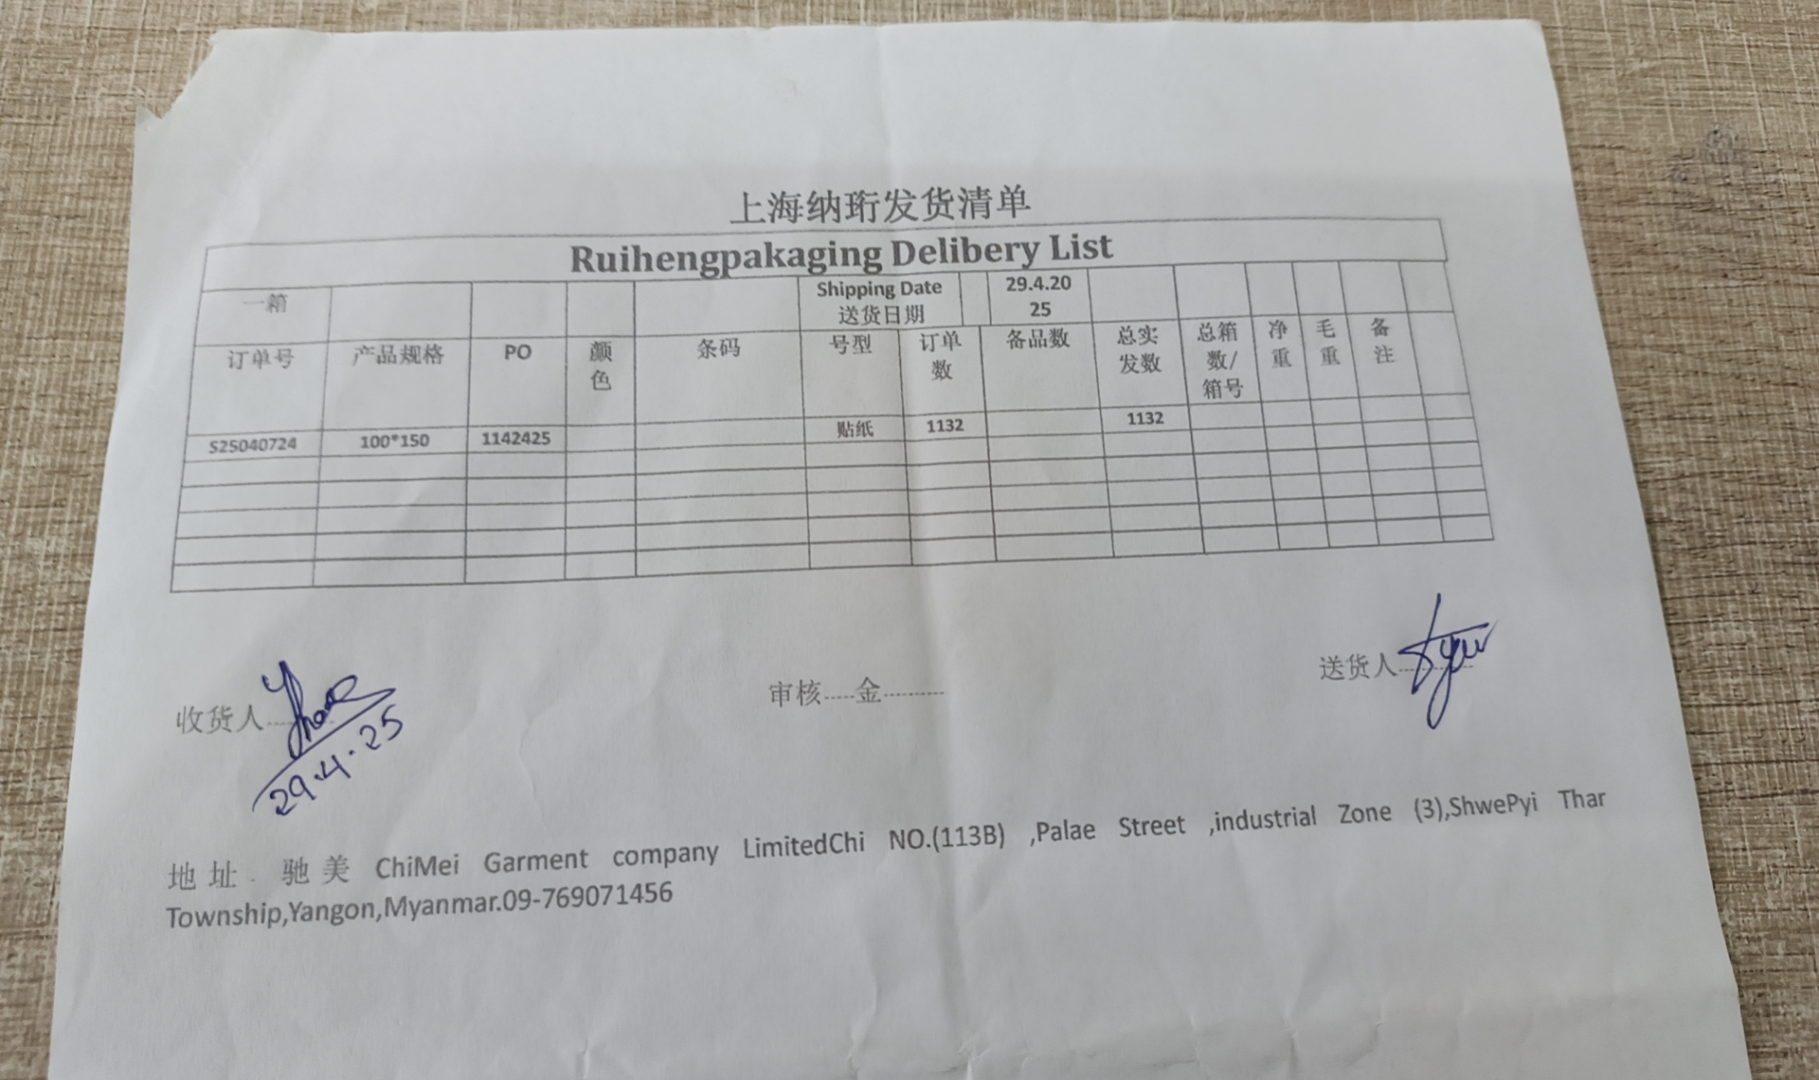 上海纳珩发货清单
Ruihengpakaging Delibery List
一箱 Shipping Date 送货日期 29.4.2025
订单号 产品规格 PO 颜色 条码 号型 订单数 备品数 总实发数 总箱数/箱号 净重 毛重 备注
S25040724 100*150 1142425 贴纸 1132 1132
收货人........ 审核.....金.......... 送货人..........
29.4.25
地址. 驰美 ChiMei Garment company LimitedChi NO.(113B) ,Palae Street ,industrial Zone (3),ShwePyi Thar
Township,Yangon,Myanmar.09-769071456